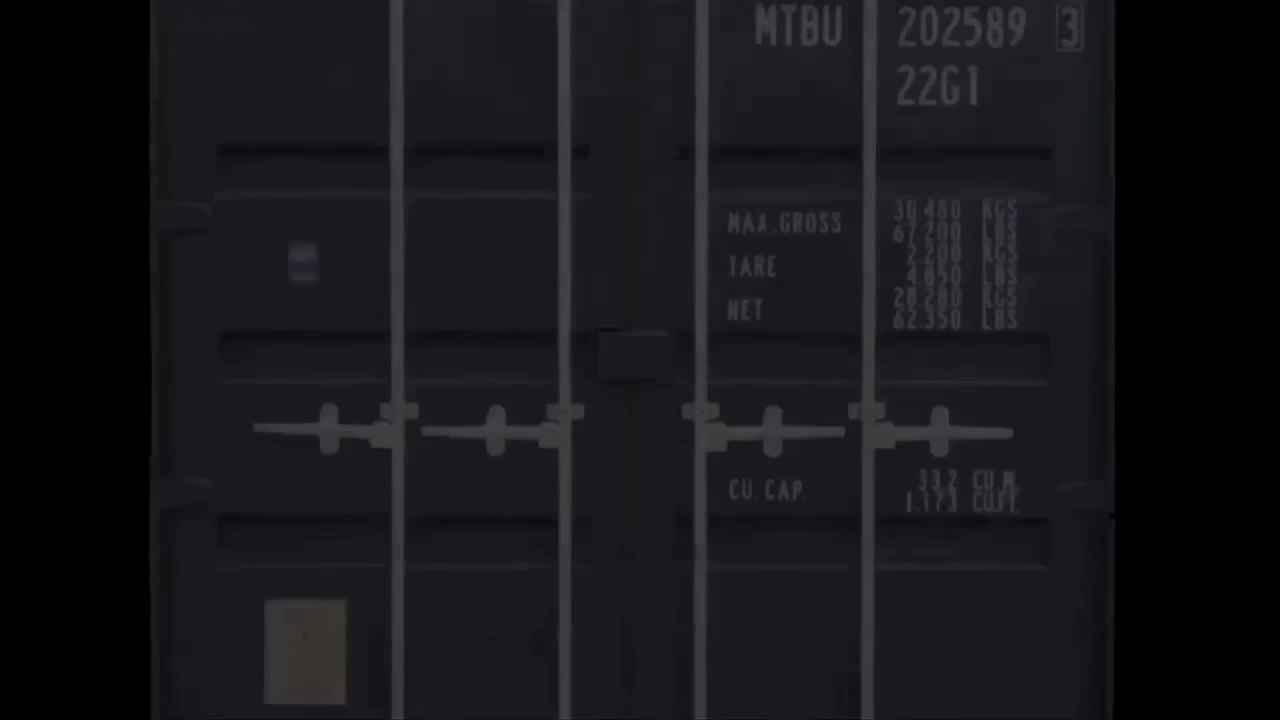 MTBU 202589 3
22G1
MAX.GROSS 30.480 KGS
67.200 LBS
TARE 2.200 KGS
4.850 LBS
NET 28.280 KGS
62.350 LBS
CU. CAP. 33.2 CU.M.
1.173 CU.FT.